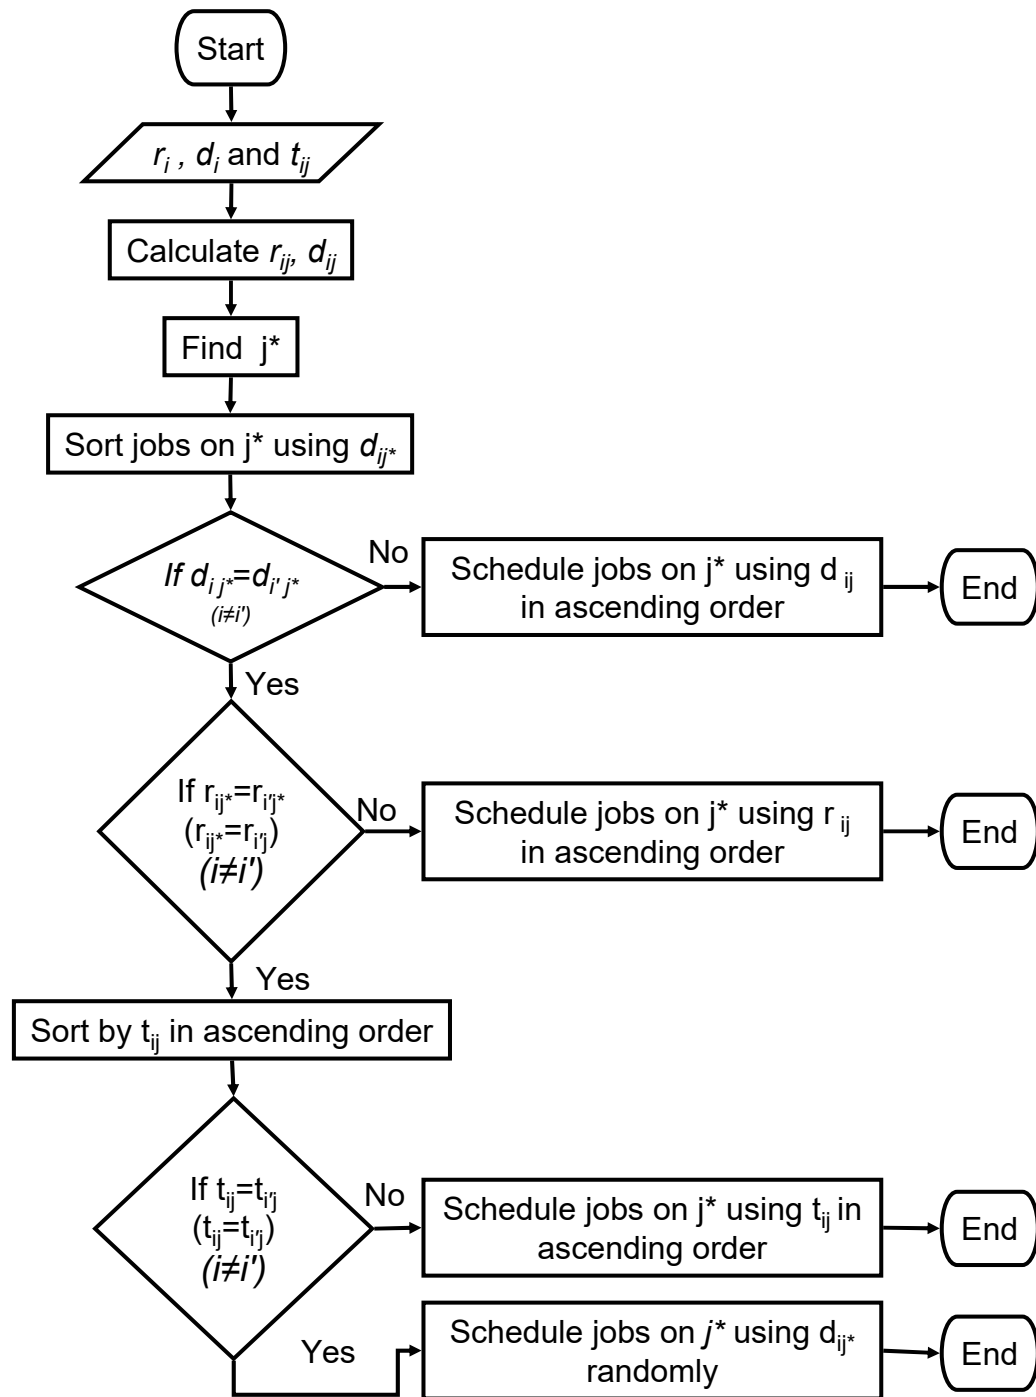 Start
r_i , d_i and t_ij
Calculate r_ij, d_ij
Find j*
Sort jobs on j* using d_ij*
If d_i j*=d_i' j*
(i≠i')
No
Schedule jobs on j* using d_ij
in ascending order
End
Yes
If r_ij*=r_i'j*
(r_ij*=r_i'j)
(i≠i')
No
Schedule jobs on j* using r_ij
in ascending order
End
Yes
Sort by t_ij in ascending order
If t_ij=t_i'j
(t_ij=t_i'j)
(i≠i')
No
Schedule jobs on j* using t_ij in
ascending order
End
Yes
Schedule jobs on j* using d_ij*
randomly
End